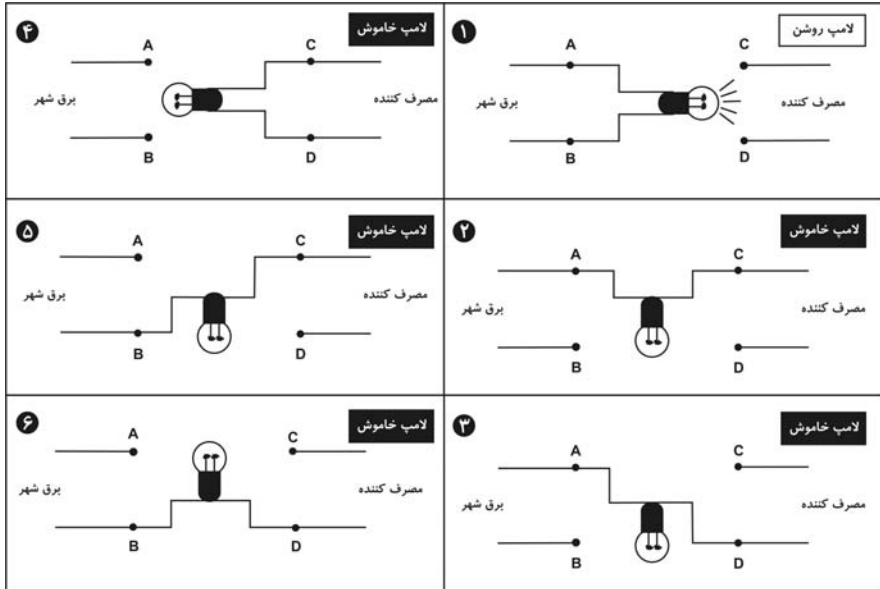 ۱
لامپ روشن
A
C
برق شهر
مصرف کننده
B
D
۲
لامپ خاموش
A
C
برق شهر
مصرف کننده
B
D
۳
لامپ خاموش
A
C
برق شهر
مصرف کننده
B
D
۴
لامپ خاموش
A
C
برق شهر
مصرف کننده
B
D
۵
لامپ خاموش
A
C
برق شهر
مصرف کننده
B
D
۶
لامپ خاموش
A
C
برق شهر
مصرف کننده
B
D